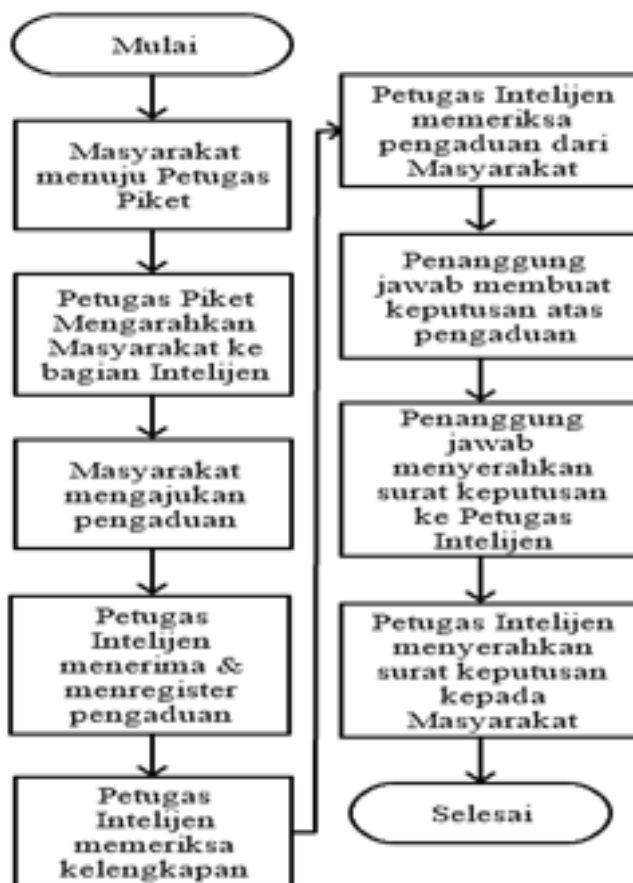 Mulai
Masyarakat
menuju Petugas
Piket
Petugas Piket
Mengarahkan
Masyarakat ke
bagian Intelijen
Masyarakat
mengajukan
pengaduan
Petugas
Intelijen
menerima &
menregister
pengaduan
Petugas
Intelijen
memeriksa
kelengkapan
Petugas Intelijen
memeriksa
pengaduan dari
Masyarakat
Penanggung
jawab membuat
keputusan atas
pengaduan
Penanggung
jawab
menyerahkan
surat keputusan
ke Petugas
Intelijen
Petugas Intelijen
menyerahkan
surat keputusan
kepada
Masyarakat
Selesai